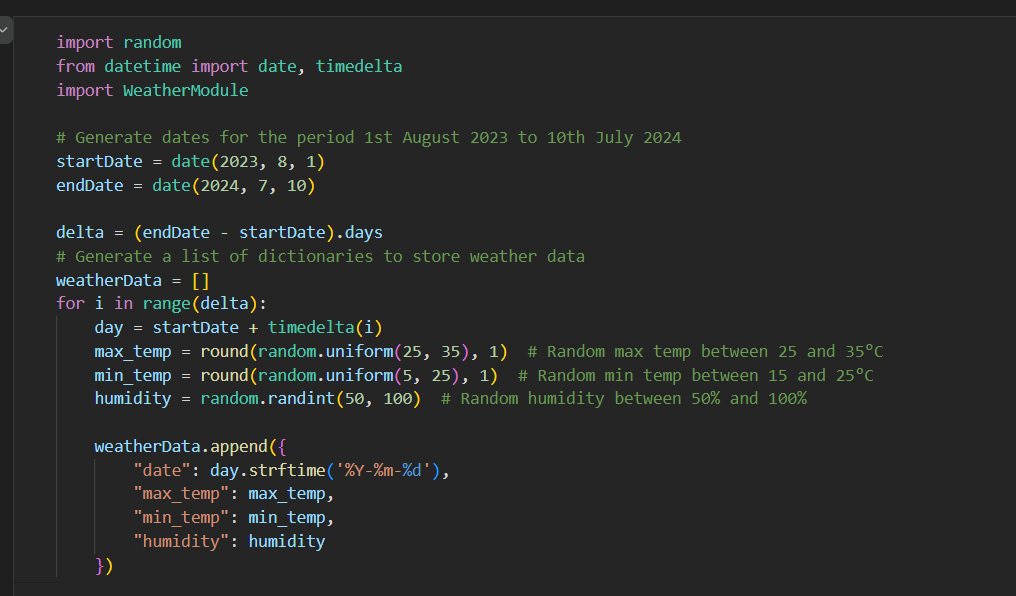 import random
from datetime import date, timedelta
import WeatherModule
# Generate dates for the period 1st August 2023 to 10th July 2024
startDate = date(2023, 8, 1)
endDate = date(2024, 7, 10)
delta = (endDate - startDate).days
# Generate a list of dictionaries to store weather data
weatherData = []
for i in range(delta):
    day = startDate + timedelta(i)
    max_temp = round(random.uniform(25, 35), 1)  # Random max temp between 25 and 35°C
    min_temp = round(random.uniform(5, 25), 1)  # Random min temp between 15 and 25°C
    humidity = random.randint(50, 100)  # Random humidity between 50% and 100%
    weatherData.append({
        "date": day.strftime('%Y-%m-%d'),
        "max_temp": max_temp,
        "min_temp": min_temp,
        "humidity": humidity
    })